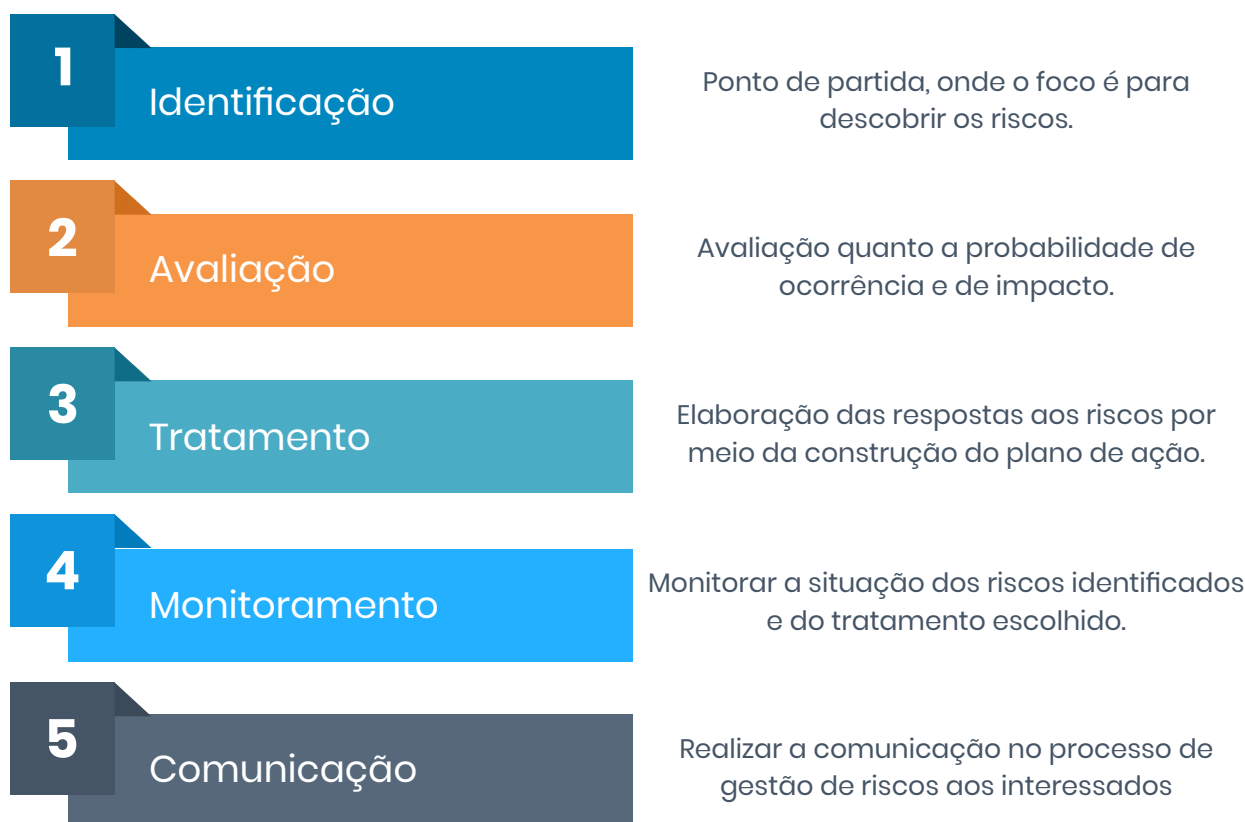 1
Identificação
Ponto de partida, onde o foco é para
descobrir os riscos.
2
Avaliação
Avaliação quanto a probabilidade de
ocorrência e de impacto.
3
Tratamento
Elaboração das respostas aos riscos por
meio da construção do plano de ação.
4
Monitoramento
Monitorar a situação dos riscos identificados
e do tratamento escolhido.
5
Comunicação
Realizar a comunicação no processo de
gestão de riscos aos interessados